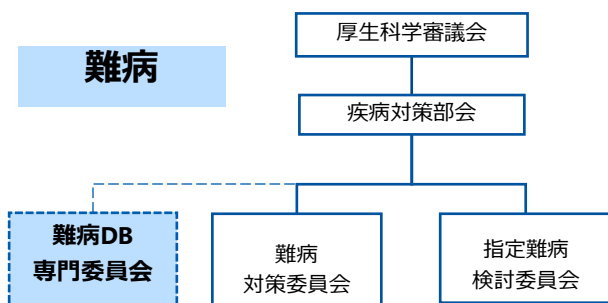 難病
厚生科学審議会
疾病対策部会
難病DB
専門委員会
難病
対策委員会
指定難病
検討委員会